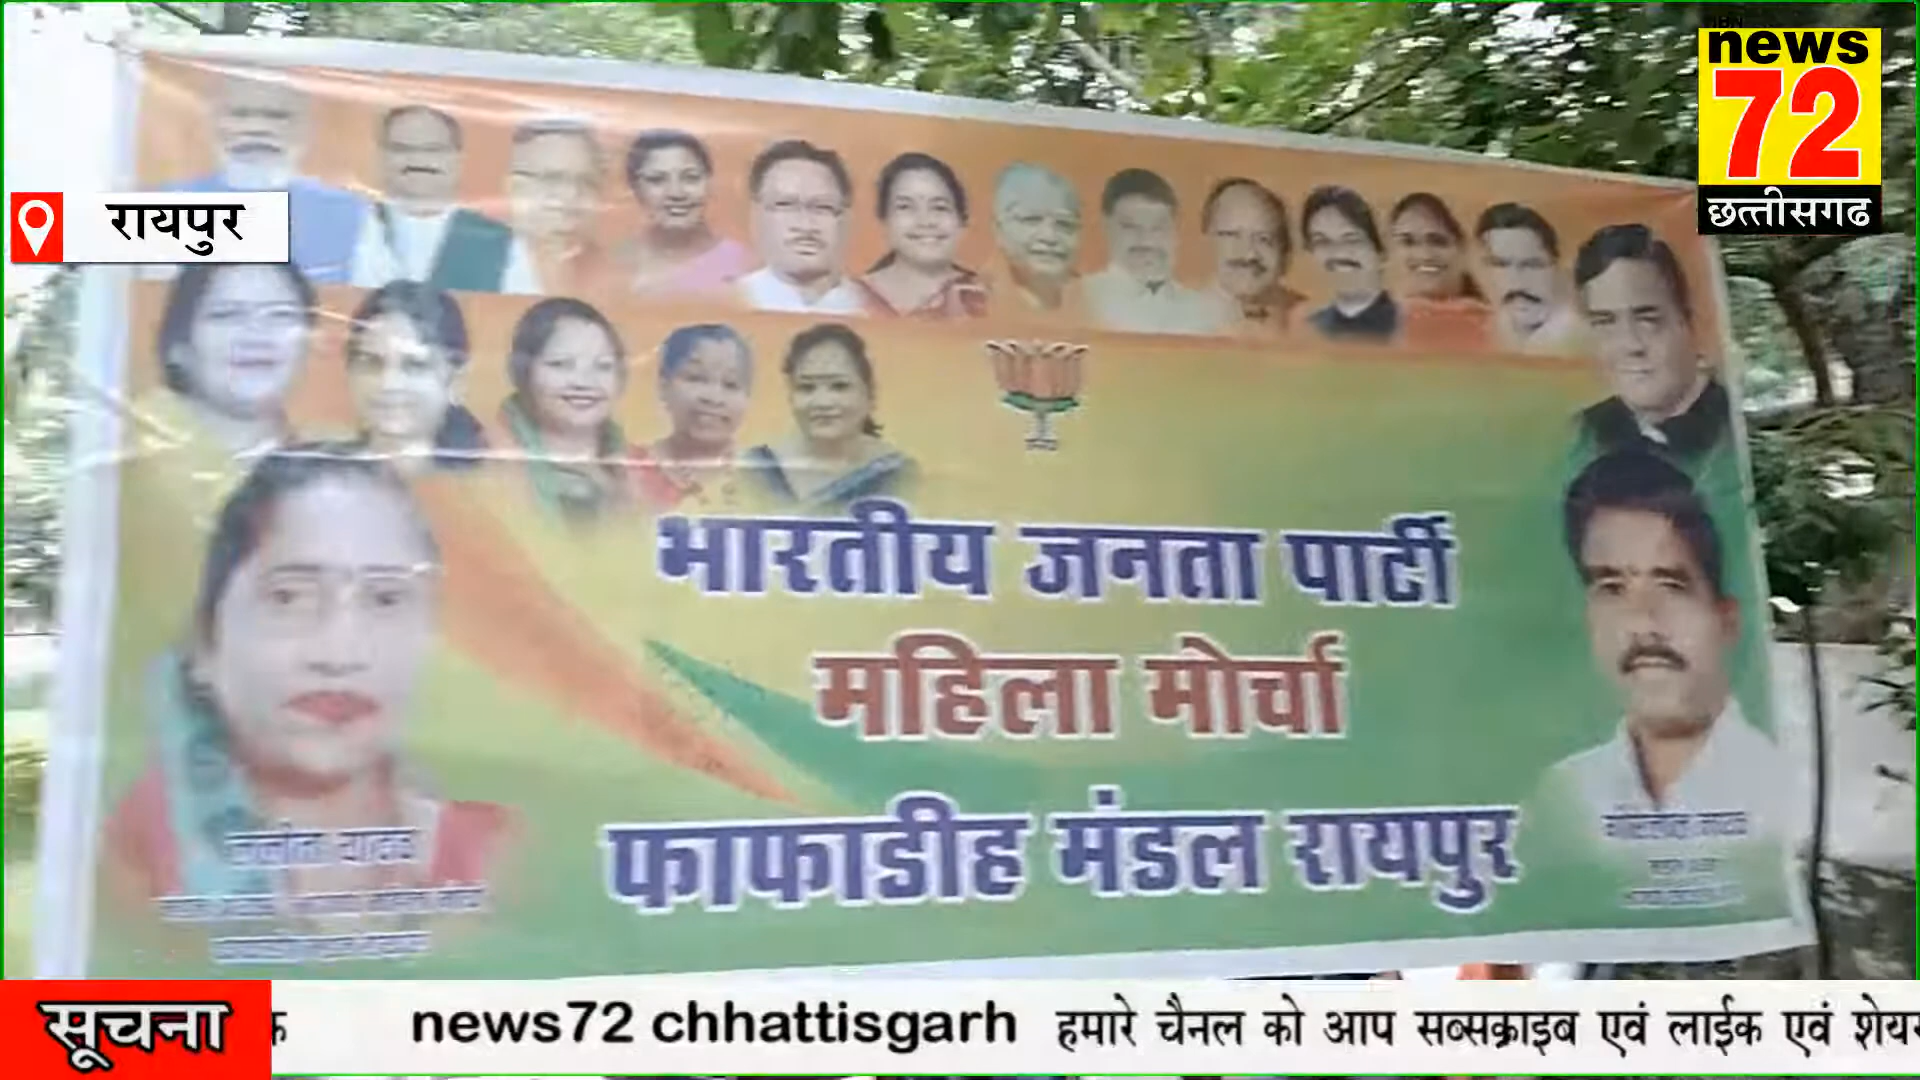 news
72
छत्तीसगढ
रायपुर
भारतीय जनता पार्टी
महिला मोर्चा
फाफाडीह मंडल रायपुर
सूचना
news72 chhattisgarh हमारे चैनल को आप सब्सक्राइब एवं लाईक एवं शेयर